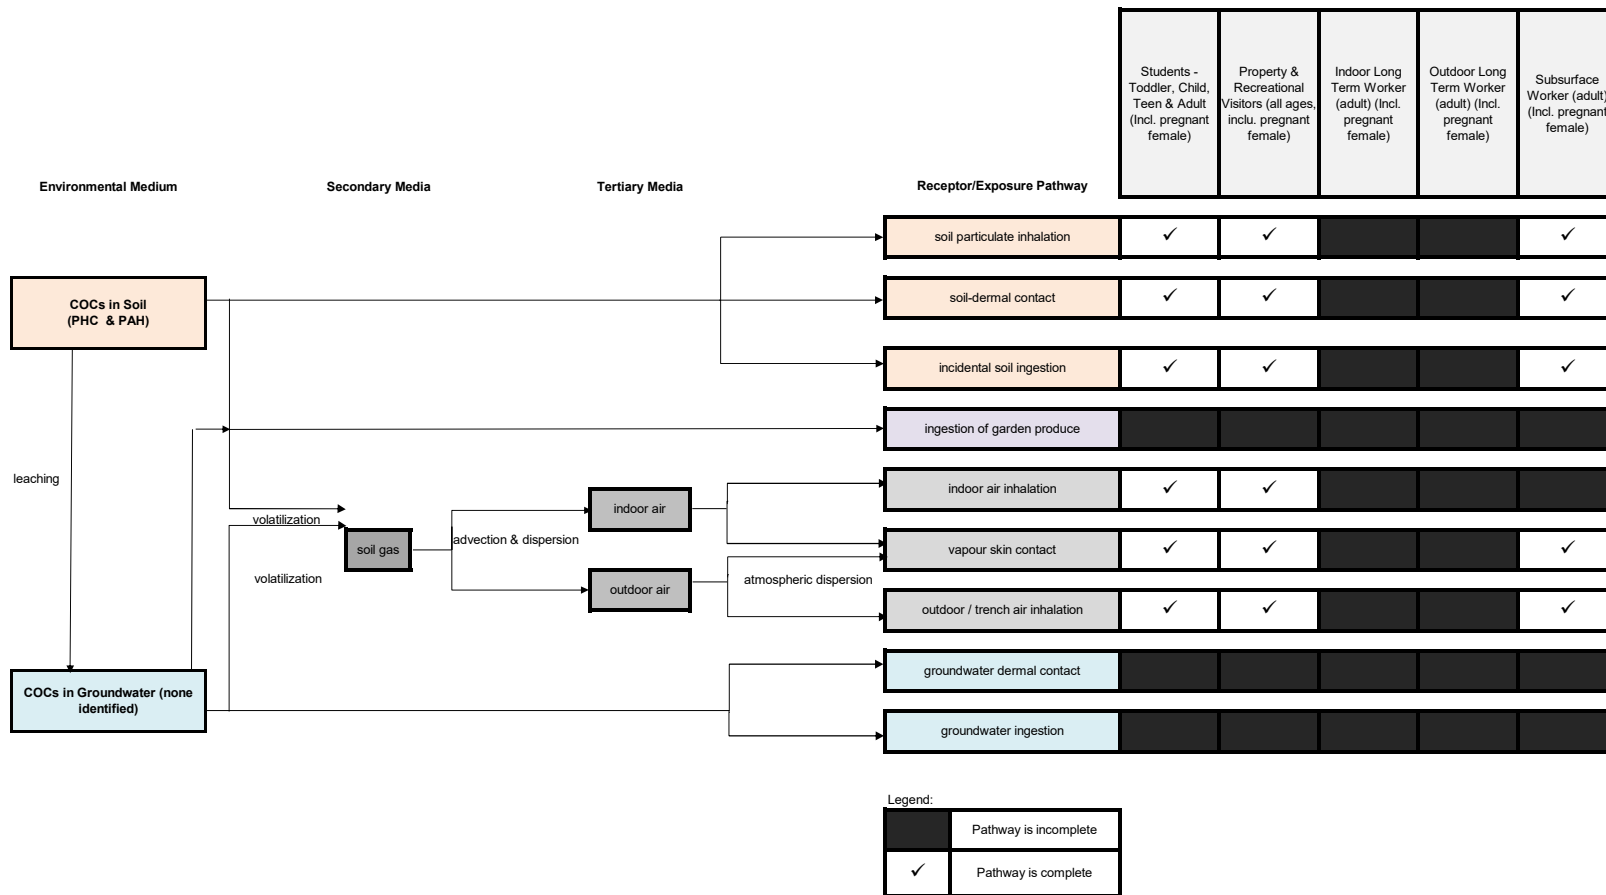 Students -
Toddler, Child,
Teen & Adult
(Incl. pregnant
female)
Property &
Recreational
Visitors (all ages,
inclu. pregnant
female)
Indoor Long
Term Worker
(adult) (Incl.
pregnant
female)
Outdoor Long
Term Worker
(adult) (Incl.
pregnant
female)
Subsurface
Worker (adult)
(Incl. pregnant
female)
Environmental Medium
Secondary Media
Tertiary Media
Receptor/Exposure Pathway
soil particulate inhalation
✓ ✓ ✓
COCs in Soil
(PHC & PAH)
soil-dermal contact
✓ ✓ ✓
incidental soil ingestion
✓ ✓ ✓
ingestion of garden produce
leaching
indoor air inhalation
✓ ✓
indoor air
volatilization
advection & dispersion
soil gas
vapour skin contact
✓ ✓ ✓
volatilization
atmospheric dispersion
outdoor air
outdoor / trench air inhalation
✓ ✓ ✓
groundwater dermal contact
COCs in Groundwater (none
identified)
groundwater ingestion
Legend:
Pathway is incomplete
✓ Pathway is complete